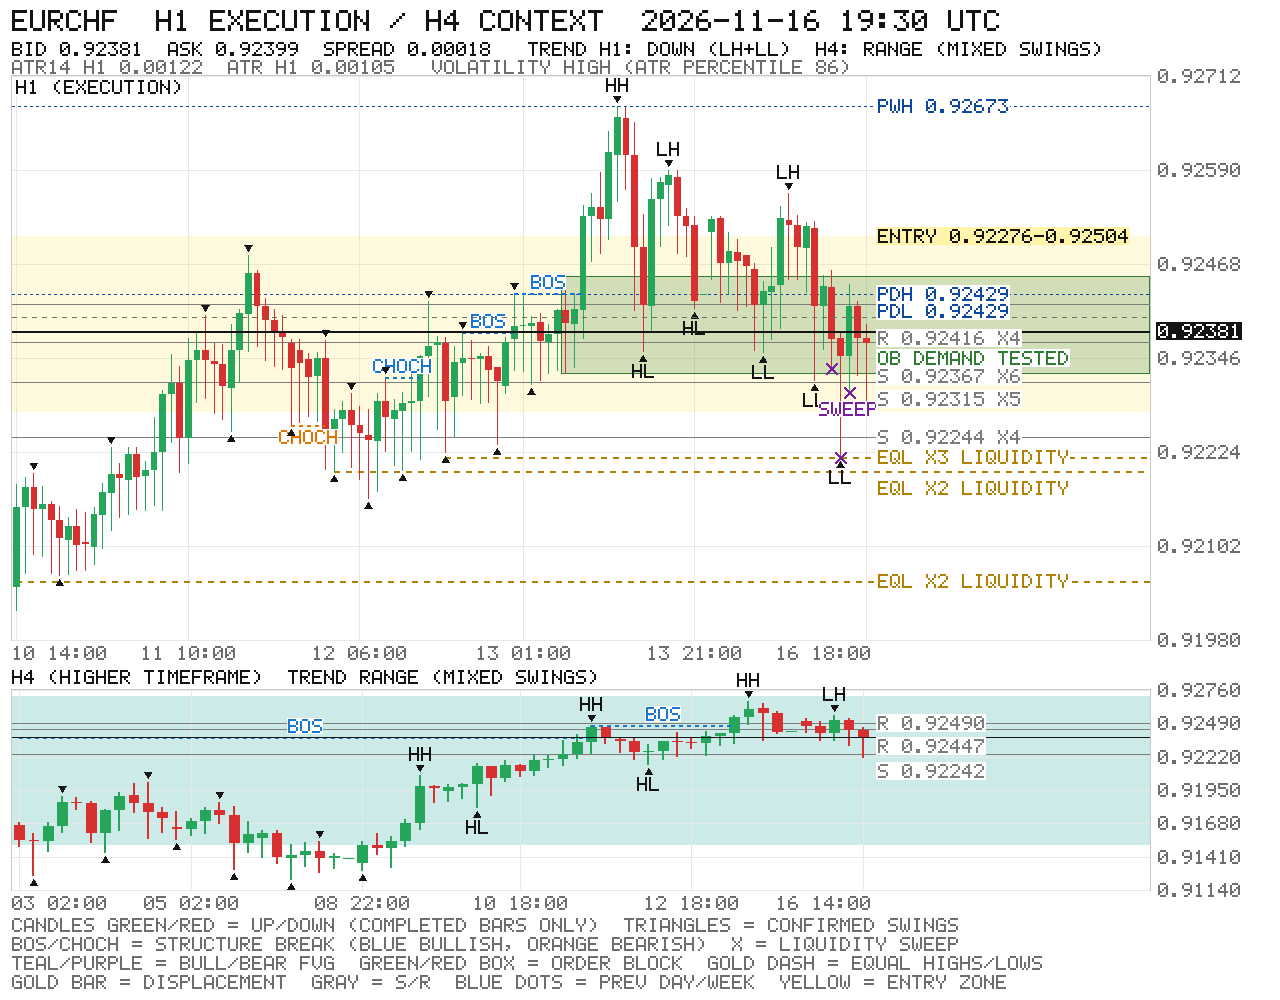 EURCHF  H1 EXECUTION / H4 CONTEXT  2026-11-16 19:30 UTC
BID 0.92381  ASK 0.92399  SPREAD 0.00018  TREND H1: DOWN (LH+LL)  H4: RANGE (MIXED SWINGS)
ATR14 H1 0.00122  ATR H1 0.00105  VOLATILITY HIGH (ATR PERCENTILE 86)
H1 (EXECUTION)
0.92712
HH
PWH 0.92673
LH
0.92590
LH
ENTRY 0.92276-0.92504
0.92468
BOS
PDH 0.92429
PDL 0.92429
BOS
HL
0.92381
R 0.92416 X4
OB DEMAND TESTED
0.92346
CHOCH
HL
LL
S 0.92367 X6
LL
SWEEP
S 0.92315 X5
CHOCH
S 0.92244 X4
0.92224
EQL X3 LIQUIDITY
LL
EQL X2 LIQUIDITY
0.92102
EQL X2 LIQUIDITY
0.91980
10 14:00  11 10:00  12 06:00  13 01:00  13 21:00  16 18:00
H4 (HIGHER TIMEFRAME)  TREND RANGE (MIXED SWINGS)
HH
0.92760
HH
LH
BOS
BOS
R 0.92490
0.92490
R 0.92447
HH
0.92220
S 0.92242
HL
0.91950
HL
0.91680
0.91410
0.91140
03 02:00  05 02:00  08 22:00  10 18:00  12 18:00  16 14:00
CANDLES GREEN/RED = UP/DOWN (COMPLETED BARS ONLY)  TRIANGLES = CONFIRMED SWINGS
BOS/CHOCH = STRUCTURE BREAK (BLUE BULLISH, ORANGE BEARISH)  X = LIQUIDITY SWEEP
TEAL/PURPLE = BULL/BEAR FVG  GREEN/RED BOX = ORDER BLOCK  GOLD DASH = EQUAL HIGHS/LOWS
GOLD BAR = DISPLACEMENT  GRAY = S/R  BLUE DOTS = PREV DAY/WEEK  YELLOW = ENTRY ZONE